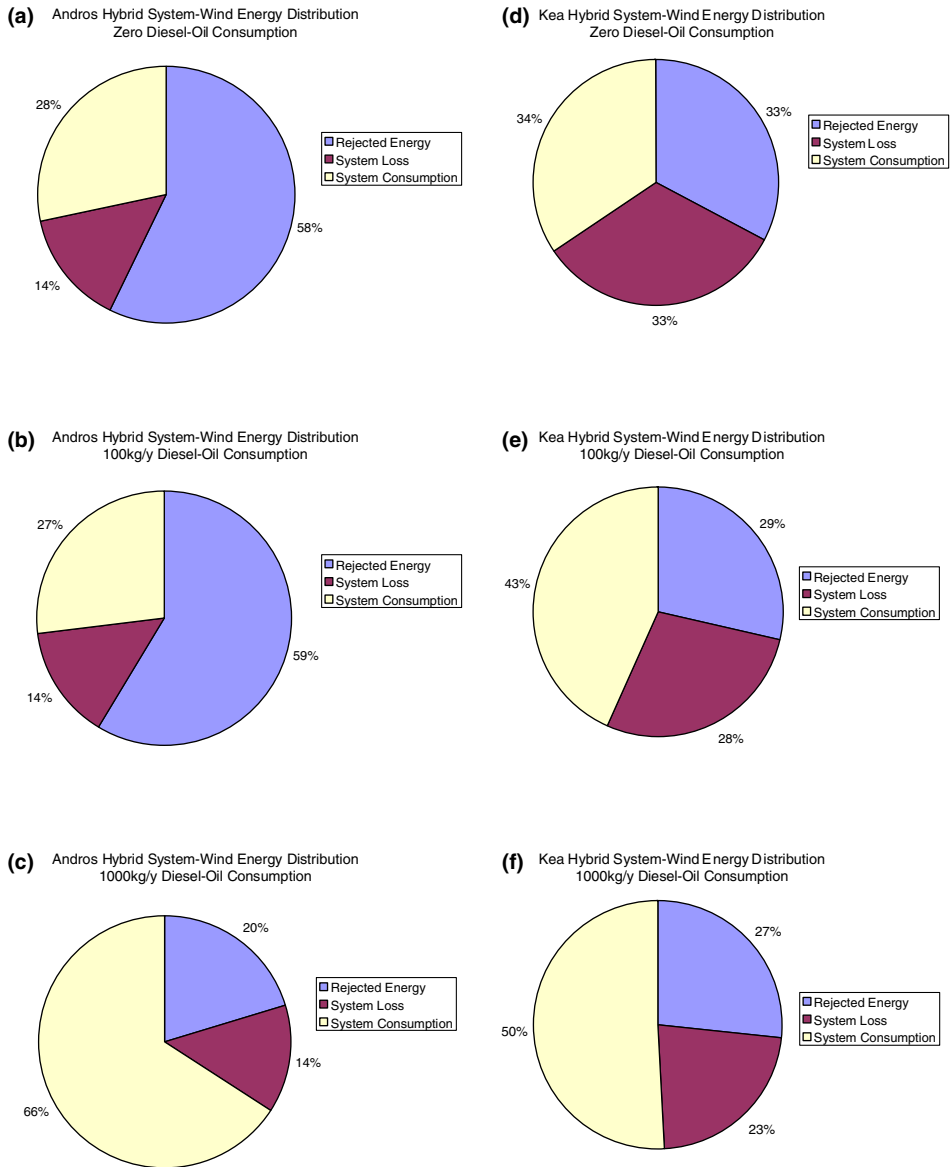 (a) Andros Hybrid System-Wind Energy Distribution
Zero Diesel-Oil Consumption
28%
58%
14%
Rejected Energy
System Loss
System Consumption
(d) Kea Hybrid System-Wind Energy Distribution
Zero Diesel-Oil Consumption
34%
33%
33%
Rejected Energy
System Loss
System Consumption
(b) Andros Hybrid System-Wind Energy Distribution
100kg/y Diesel-Oil Consumption
27%
59%
14%
Rejected Energy
System Loss
System Consumption
(e) Kea Hybrid System-Wind Energy Distribution
100kg/y Diesel-Oil Consumption
29%
43%
28%
Rejected Energy
System Loss
System Consumption
(c) Andros Hybrid System-Wind Energy Distribution
1000kg/y Diesel-Oil Consumption
20%
14%
66%
Rejected Energy
System Loss
System Consumption
(f) Kea Hybrid System-Wind Energy Distribution
1000kg/y Diesel-Oil Consumption
27%
50%
23%
Rejected Energy
System Loss
System Consumption